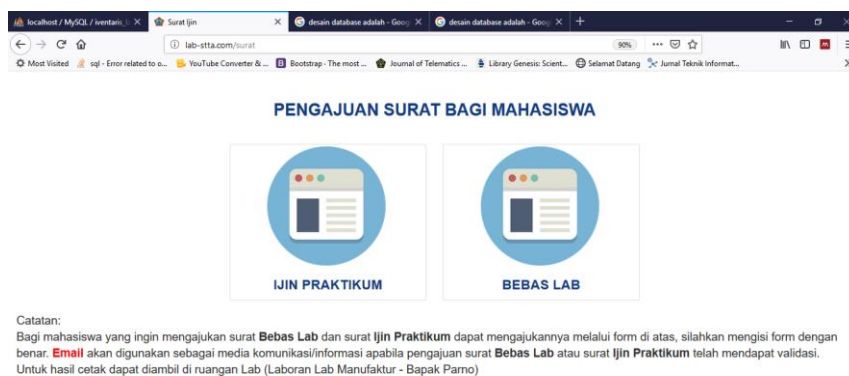 localhost / MySQL / iventaris_l
Surat Ijin
desain database adalah - Goog
desain database adalah - Goog
lab-stta.com/surat
90%
Most Visited
sql - Error related to o...
YouTube Converter & ...
Bootstrap · The most ...
Journal of Telematics ...
Library Genesis: Scient...
Selamat Datang
Jurnal Teknik Informat...
PENGAJUAN SURAT BAGI MAHASISWA
IJIN PRAKTIKUM
BEBAS LAB
Catatan:
Bagi mahasiswa yang ingin mengajukan surat Bebas Lab dan surat Ijin Praktikum dapat mengajukannya melalui form di atas, silahkan mengisi form dengan
benar. Email akan digunakan sebagai media komunikasi/informasi apabila pengajuan surat Bebas Lab atau surat Ijin Praktikum telah mendapat validasi.
Untuk hasil cetak dapat diambil di ruangan Lab (Laboran Lab Manufaktur - Bapak Parno)